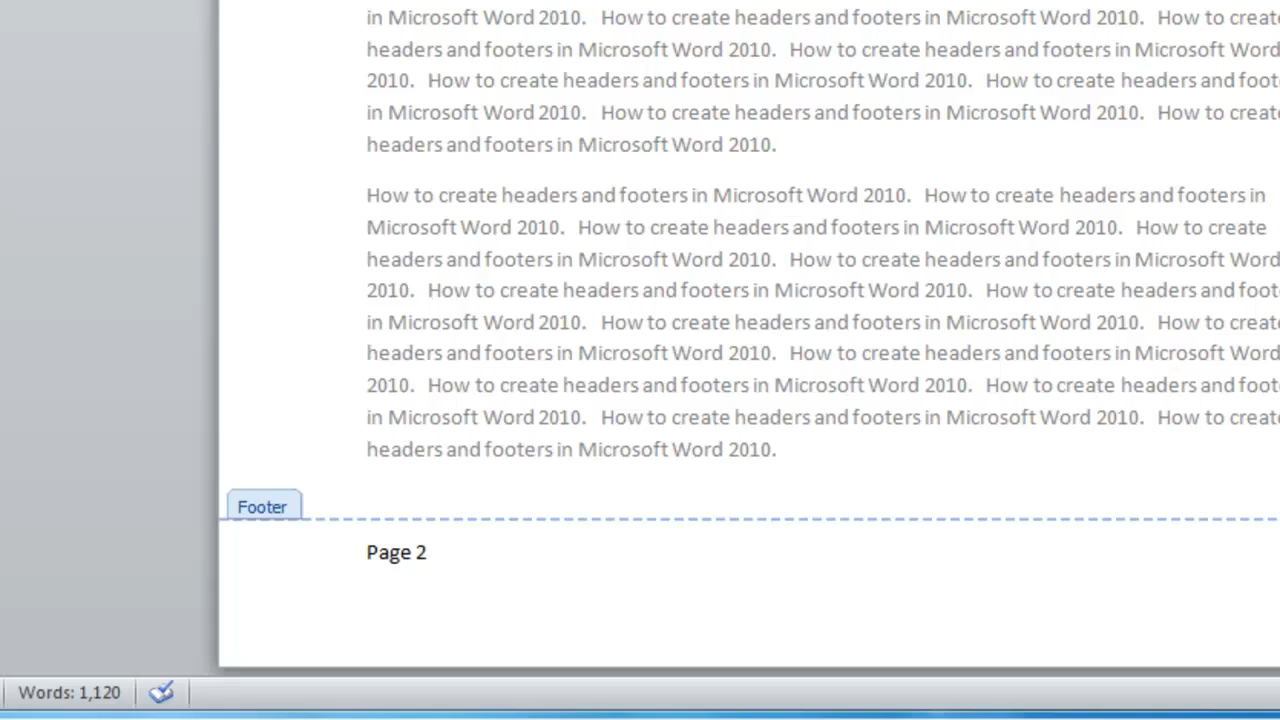 in Microsoft Word 2010.  How to create headers and footers in Microsoft Word 2010.  How to
headers and footers in Microsoft Word 2010.  How to create headers and footers in Microsoft Word
2010.  How to create headers and footers in Microsoft Word 2010.  How to create headers and
in Microsoft Word 2010.  How to create headers and footers in Microsoft Word 2010.  How to
headers and footers in Microsoft Word 2010.
How to create headers and footers in Microsoft Word 2010.  How to create headers and footers in
Microsoft Word 2010.  How to create headers and footers in Microsoft Word 2010.  How to create
headers and footers in Microsoft Word 2010.  How to create headers and footers in Microsoft Word
2010.  How to create headers and footers in Microsoft Word 2010.  How to create headers and
in Microsoft Word 2010.  How to create headers and footers in Microsoft Word 2010.  How to
headers and footers in Microsoft Word 2010.  How to create headers and footers in Microsoft Word
2010.  How to create headers and footers in Microsoft Word 2010.  How to create headers and
in Microsoft Word 2010.  How to create headers and footers in Microsoft Word 2010.  How to
headers and footers in Microsoft Word 2010.
Footer
Page 2
Words: 1,120